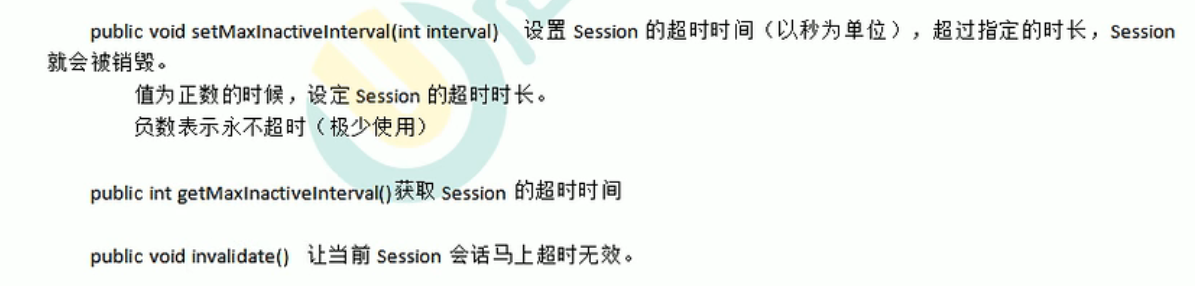 public void setMaxInactiveInterval(int interval) 设置 Session 的超时时间（以秒为单位），超过指定的时长，Session
就会被销毁。
值为正数的时候，设定 Session 的超时时长。
负数表示永不超时（极少使用）
public int getMaxInactiveInterval()获取 Session 的超时时间
public void invalidate() 让当前 Session 会话马上超时无效。